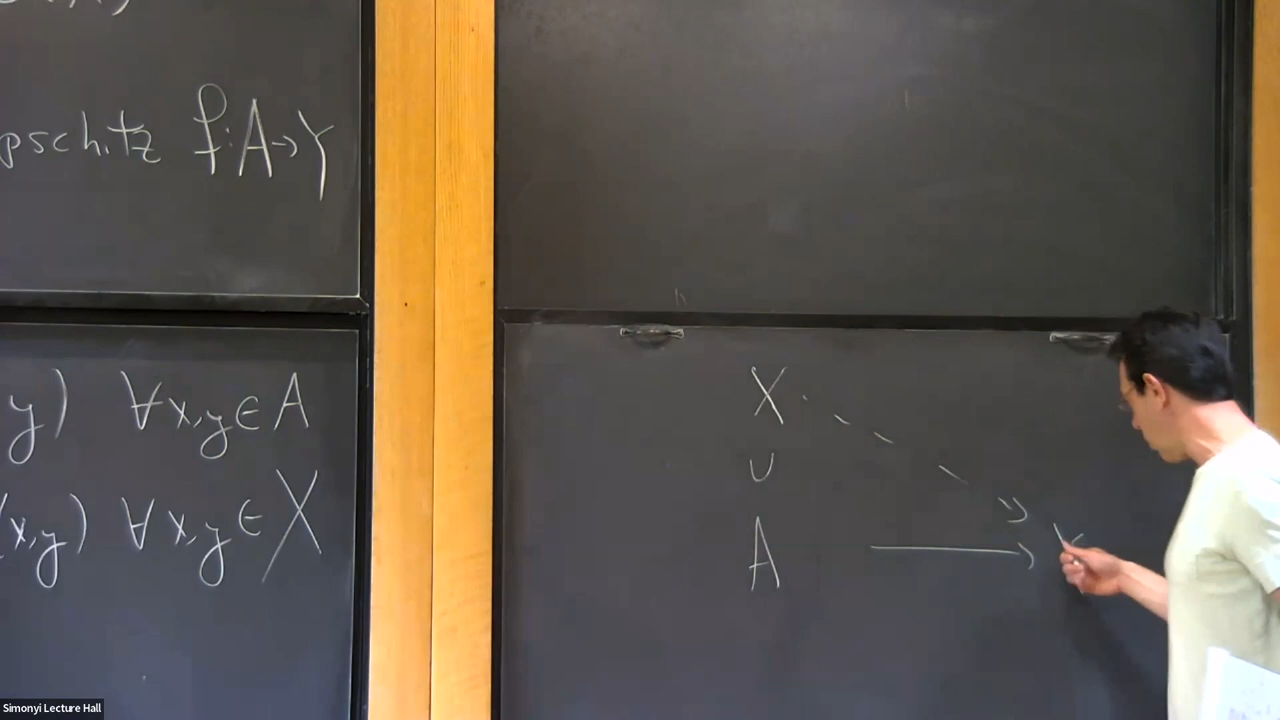 pschitz f:A→Y
y) ∀x,y∈A
(x,y) ∀x,y∈X
X
∪
A → Y
Simonyi Lecture Hall